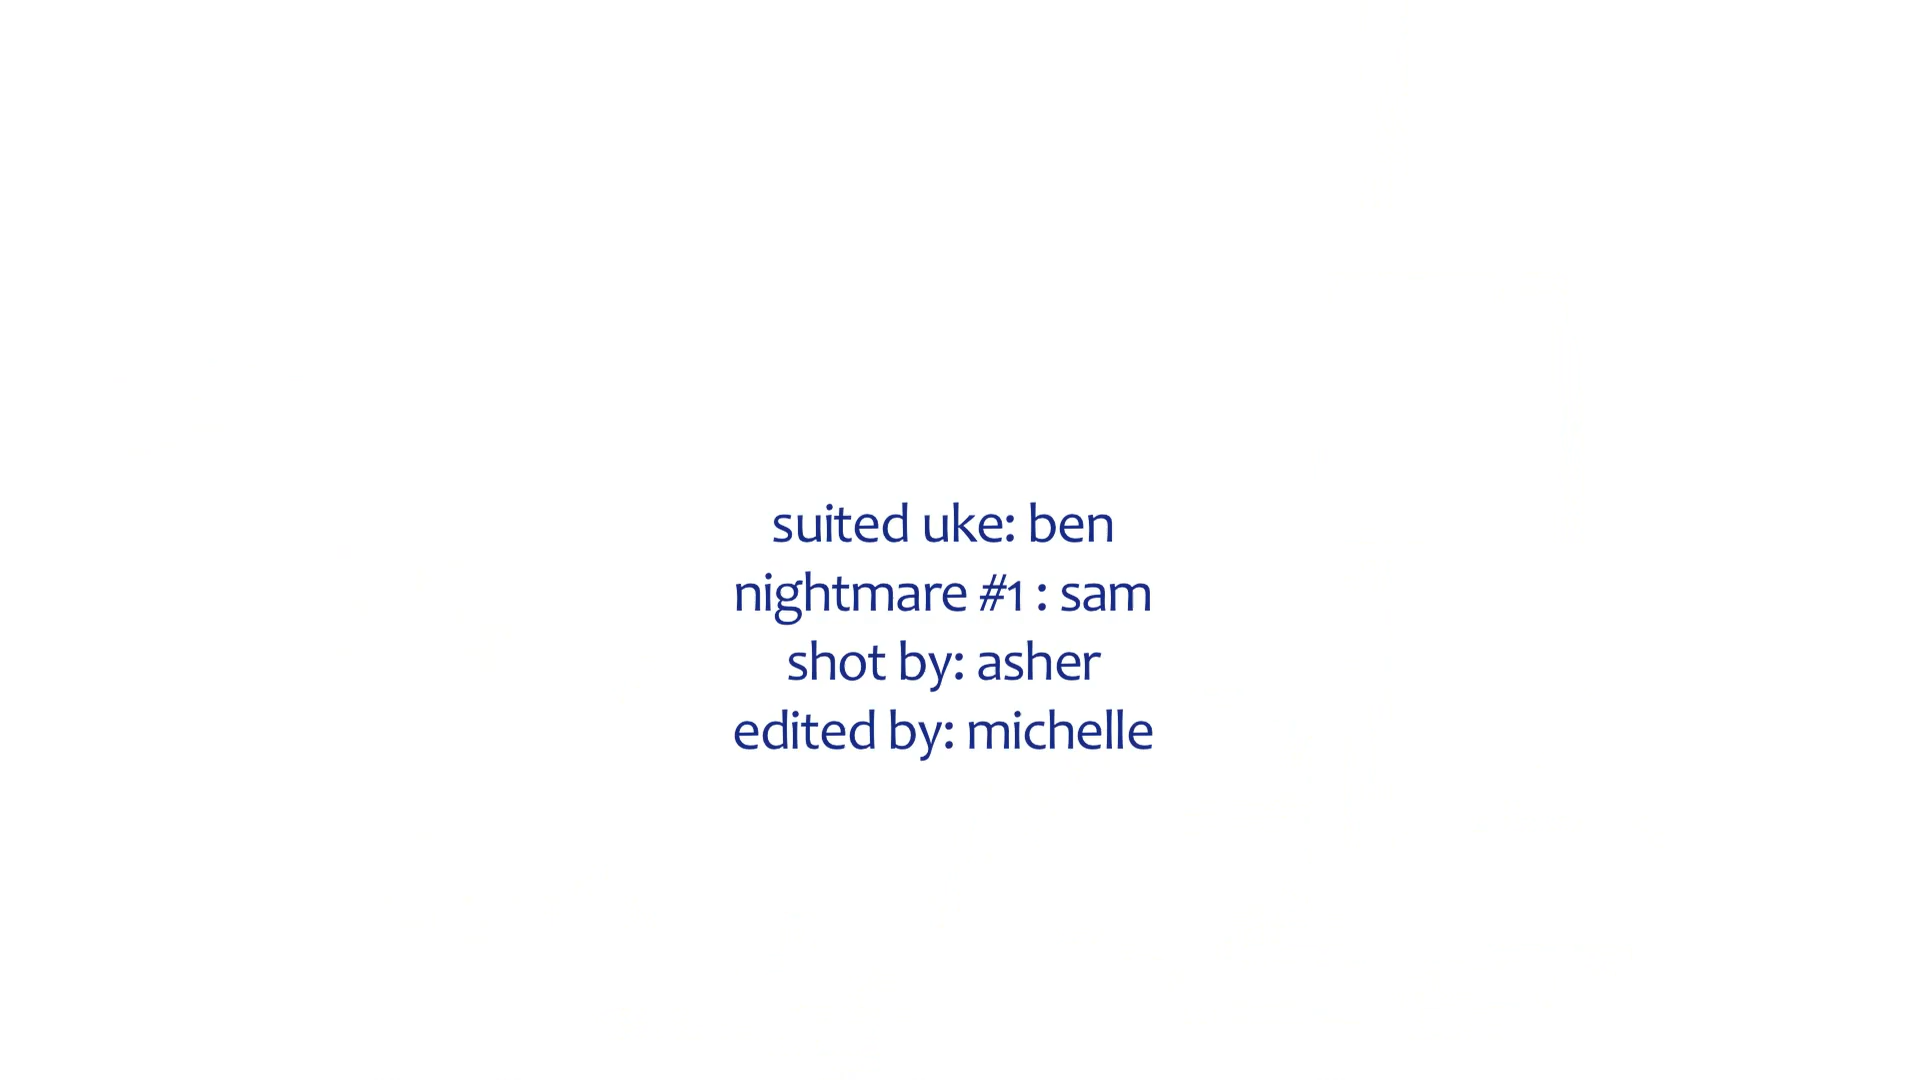 suited uke: ben
nightmare #1 : sam
shot by: asher
edited by: michelle